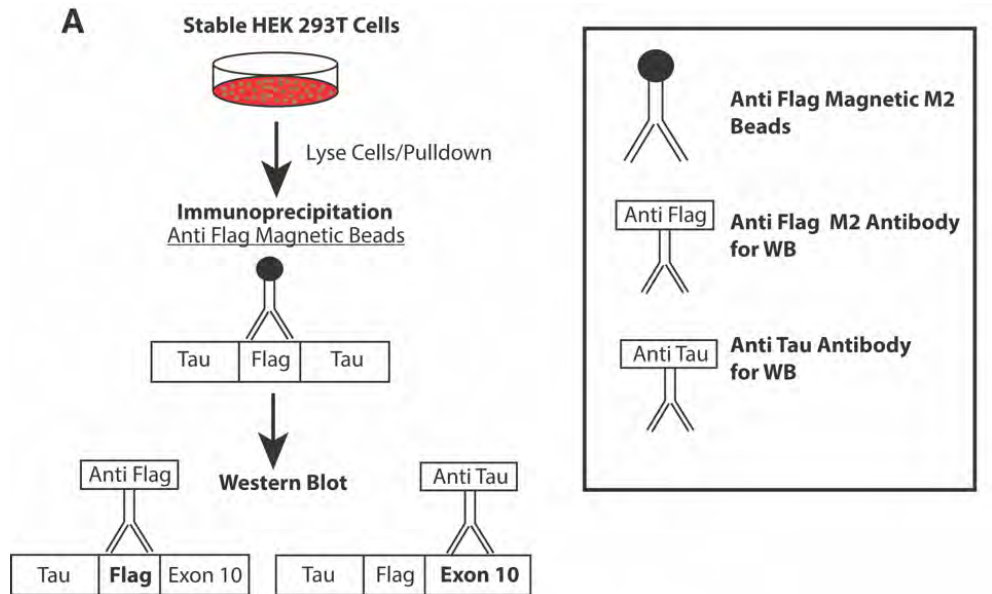 A
Stable HEK 293T Cells
Lyse Cells/Pulldown
Immunoprecipitation
Anti Flag Magnetic Beads
Tau Flag Tau
Western Blot
Anti Flag
Tau Flag Exon 10
Anti Tau
Tau Flag Exon 10
Anti Flag Magnetic M2
Beads
Anti Flag
Anti Flag M2 Antibody
for WB
Anti Tau
Anti Tau Antibody
for WB